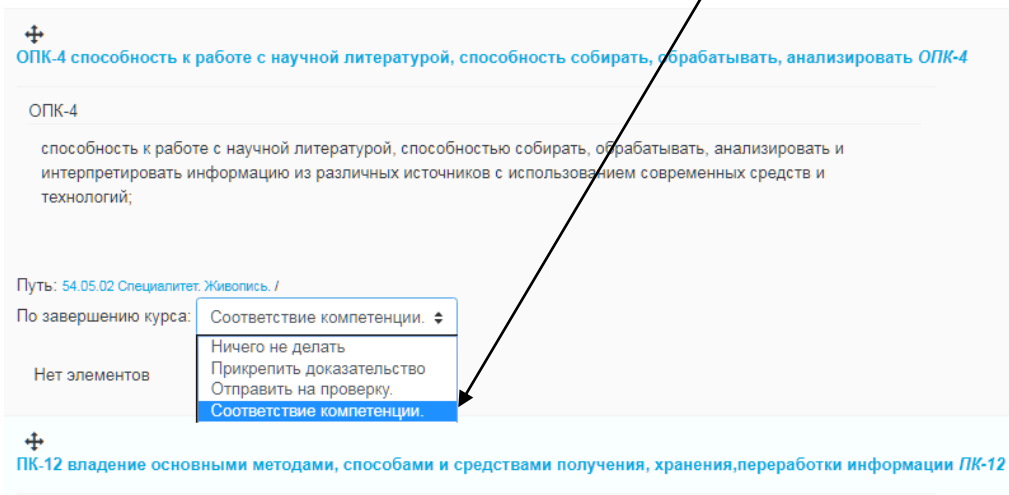 ОПК-4 способность к работе с научной литературой, способность собирать, обрабатывать, анализировать ОПК-4
ОПК-4
способность к работе с научной литературой, способностью собирать, обрабатывать, анализировать и
интерпретировать информацию из различных источников с использованием современных средств и
технологий;
Путь: 54.05.02 Специалитет. Живопись. /
По завершению курса: Соответствие компетенции.
Ничего не делать
Прикрепить доказательство
Отправить на проверку.
Соответствие компетенции.
Нет элементов
ПК-12 владение основными методами, способами и средствами получения, хранения,переработки информации ПК-12